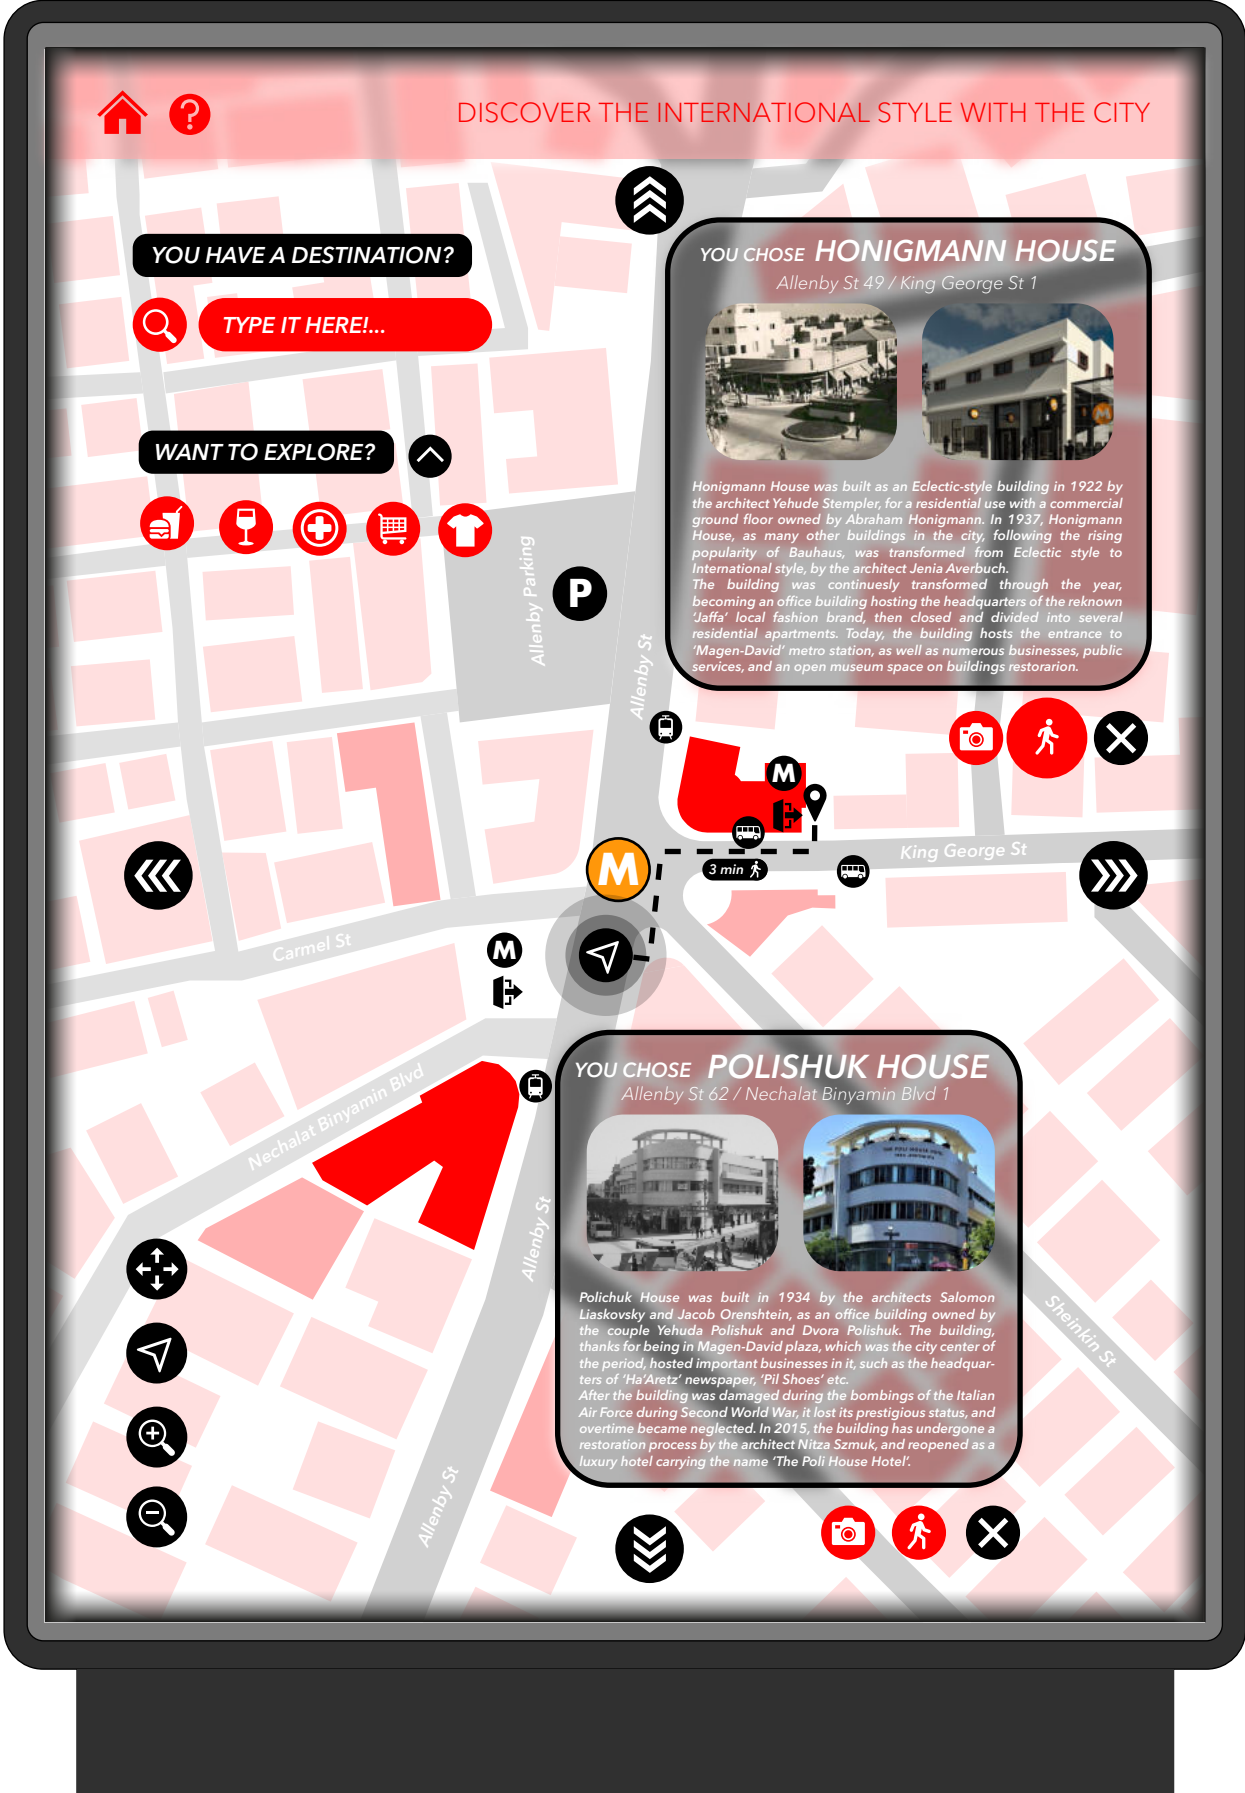 DISCOVER THE INTERNATIONAL STYLE WITH THE CITY
YOU HAVE A DESTINATION?
TYPE IT HERE!...
WANT TO EXPLORE?
YOU CHOSE HONIGMANN HOUSE
Allenby St 49 / King George St 1
M
Honigmann House was built as an Eclectic-style building in 1922 by
the architect Yehude Stempler, for a residential use with a commercial
ground floor owned by Abraham Honigmann. In 1937, Honigmann
House, as many other buildings in the city, following the rising
popularity of Bauhaus, was transformed from Eclectic style to
International style, by the architect Jenia Averbuch.
The building was continuesly transformed through the year,
becoming an office building hosting the headquarters of the reknown
‘Jaffa’ local fashion brand, then closed and divided into several
residential apartments. Today, the building hosts the entrance to
‘Magen-David’ metro station, as well as numerous businesses, public
services, and an open museum space on buildings restorarion.
Allenby Parking
P
Allenby St
M
King George St
M
3 min
Carmel St
M
Nechalat Binyamin Blvd
YOU CHOSE POLISHUK HOUSE
Allenby St 62 / Nechalat Binyamin Blvd 1
THE POLI HOUSE HOTEL
Polichuk House was built in 1934 by the architects Salomon
Liaskovsky and Jacob Orenshtein, as an office building owned by
the couple Yehuda Polishuk and Dvora Polishuk. The building,
thanks for being in Magen-David plaza, which was the city center of
the period, hosted important businesses in it, such as the headquar-
ters of ‘Ha’Aretz’ newspaper, ‘Pil Shoes’ etc.
After the building was damaged during the bombings of the Italian
Air Force during Second World War, it lost its prestigious status, and
overtime became neglected. In 2015, the building has undergone a
restoration process by the architect Nitza Szmuk, and reopened as a
luxury hotel carrying the name ‘The Poli House Hotel’.
Allenby St
Sheinkin St
Allenby St